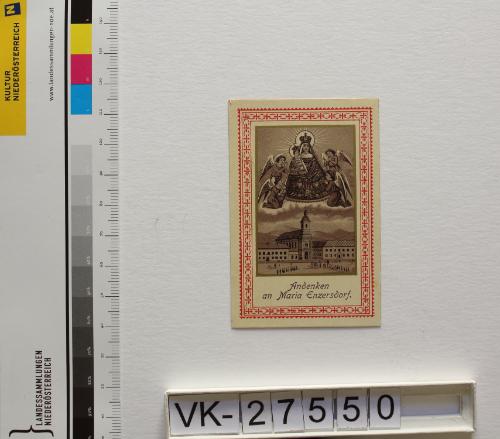 KULTUR
NIEDERÖSTERREICH
www.landessammlungen-noe.at
Andenken
an Maria Enzersdorf.
LANDESSAMMLUNGEN
NIEDERÖSTERREICH
VK-27550